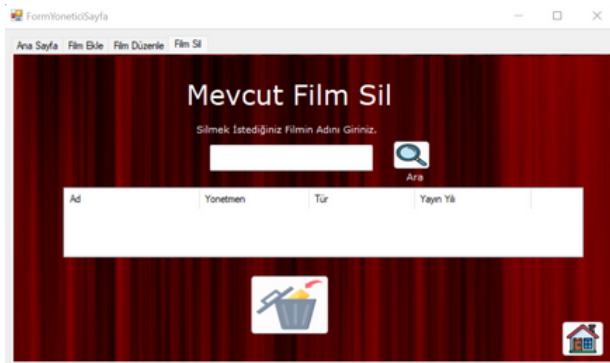 FormYoneticiSayfa
Ana Sayfa Film Ekle Film Düzenle Film Sil
Mevcut Film Sil
Silmek İstediğiniz Filmin Adını Giriniz.
Ara
Ad Yonetmen Tür Yayın Yılı